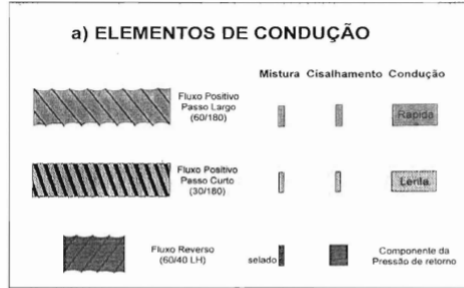 a) ELEMENTOS DE CONDUÇÃO
Mistura Cisalhamento Condução
Fluxo Positivo
Passo Largo
(60/180)
Rápida
Fluxo Positivo
Passo Curto
(30/180)
Lenta
Fluxo Reverso
(60/40 LH)
selado
Componente da
Pressão de retorno